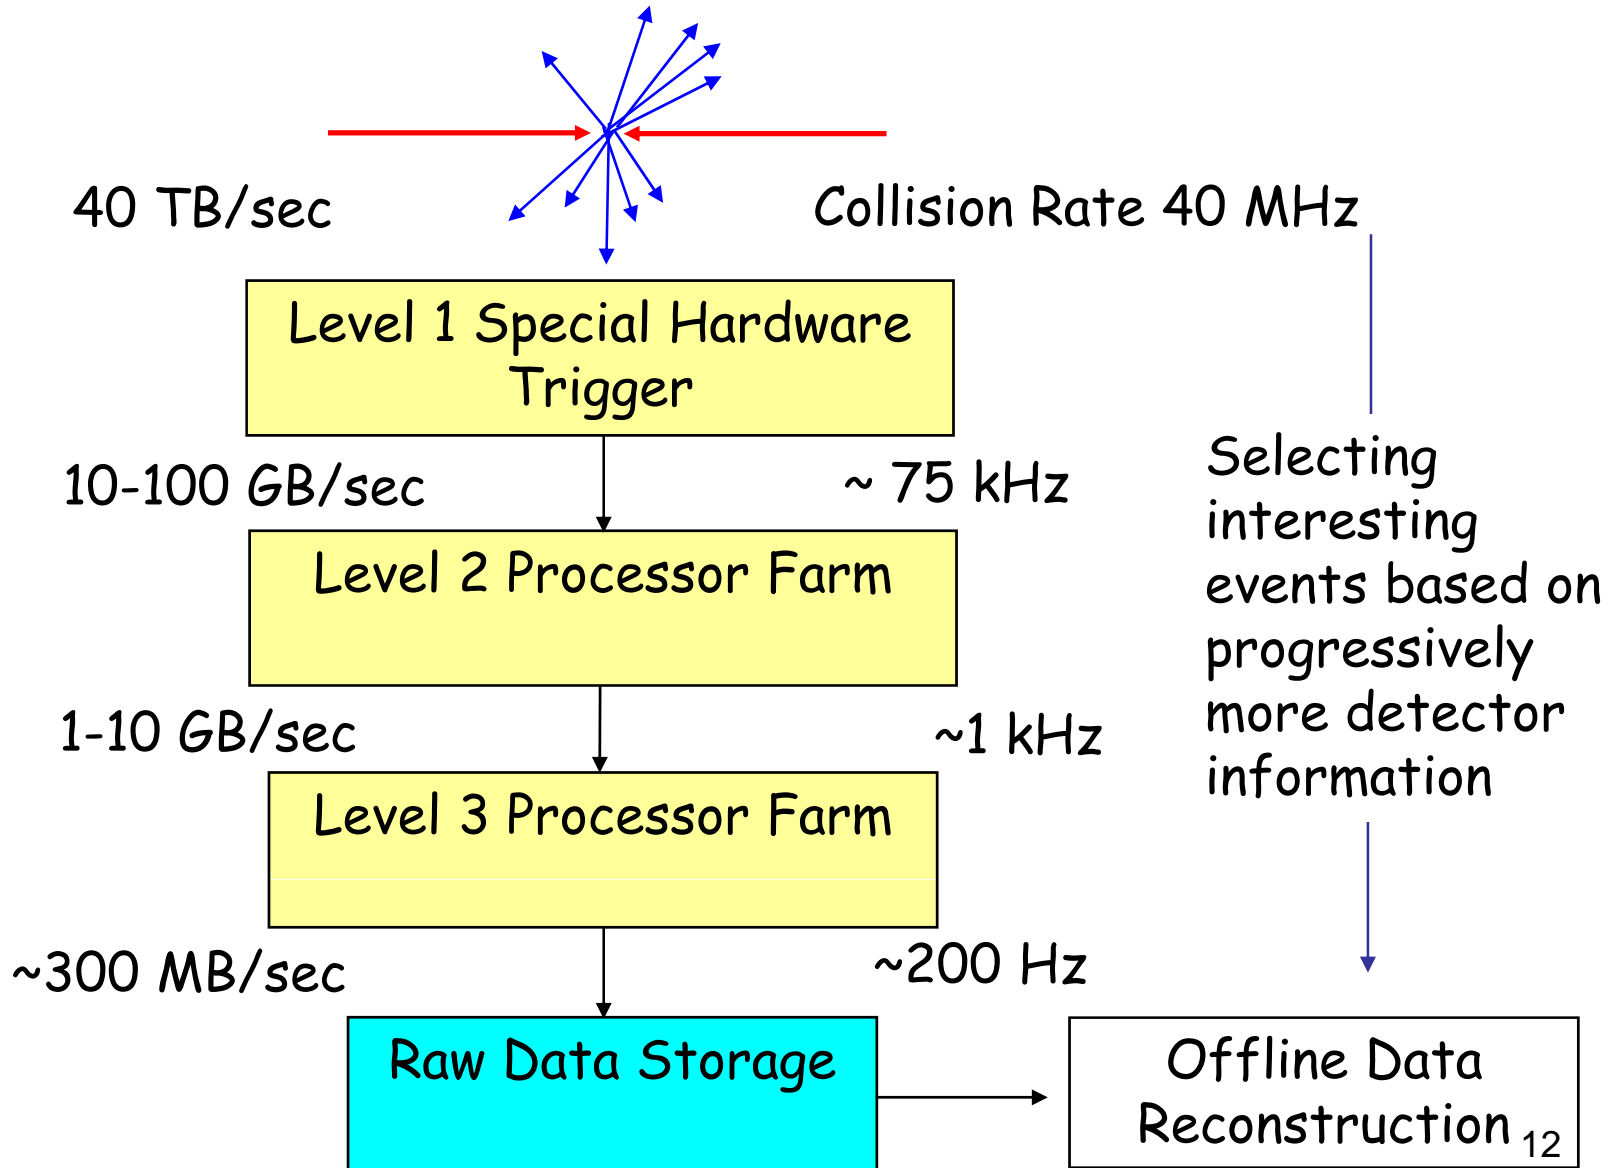 40 TB/sec
Collision Rate 40 MHz
Level 1 Special Hardware
Trigger
10-100 GB/sec
~ 75 kHz
Level 2 Processor Farm
1-10 GB/sec
~1 kHz
Level 3 Processor Farm
~300 MB/sec
~200 Hz
Selecting
interesting
events based on
progressively
more detector
information
Raw Data Storage
Offline Data
Reconstruction
12